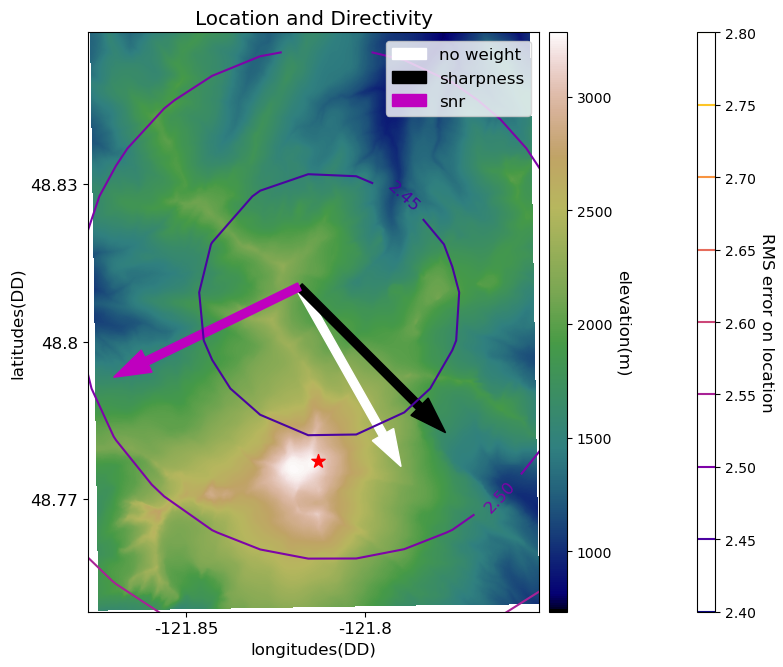 Location and Directivity
no weight
sharpness
snr
2.45
2.50
48.83
48.8
48.77
latitudes(DD)
-121.85
-121.8
longitudes(DD)
3000
2500
2000
1500
1000
elevation(m)
2.80
2.75
2.70
2.65
2.60
2.55
2.50
2.45
2.40
RMS error on location